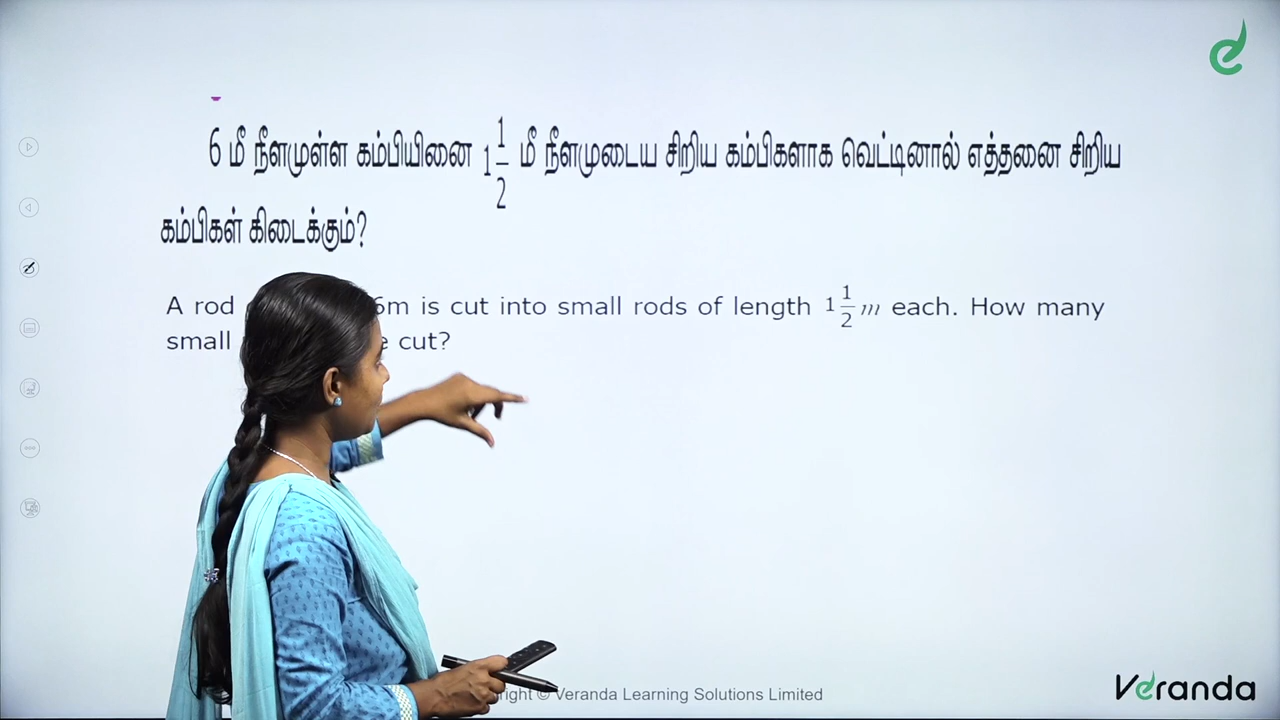 6 மீ நீளமுள்ள கம்பியினை 1 1/2 மீ நீளமுடைய சிறிய கம்பிகளாக வெட்டினால் எத்தனை சிறிய
கம்பிகள் கிடைக்கும்?
A rod 6m is cut into small rods of length 1 1/2 m each. How many
small cut?
© Veranda Learning Solutions Limited
Veranda